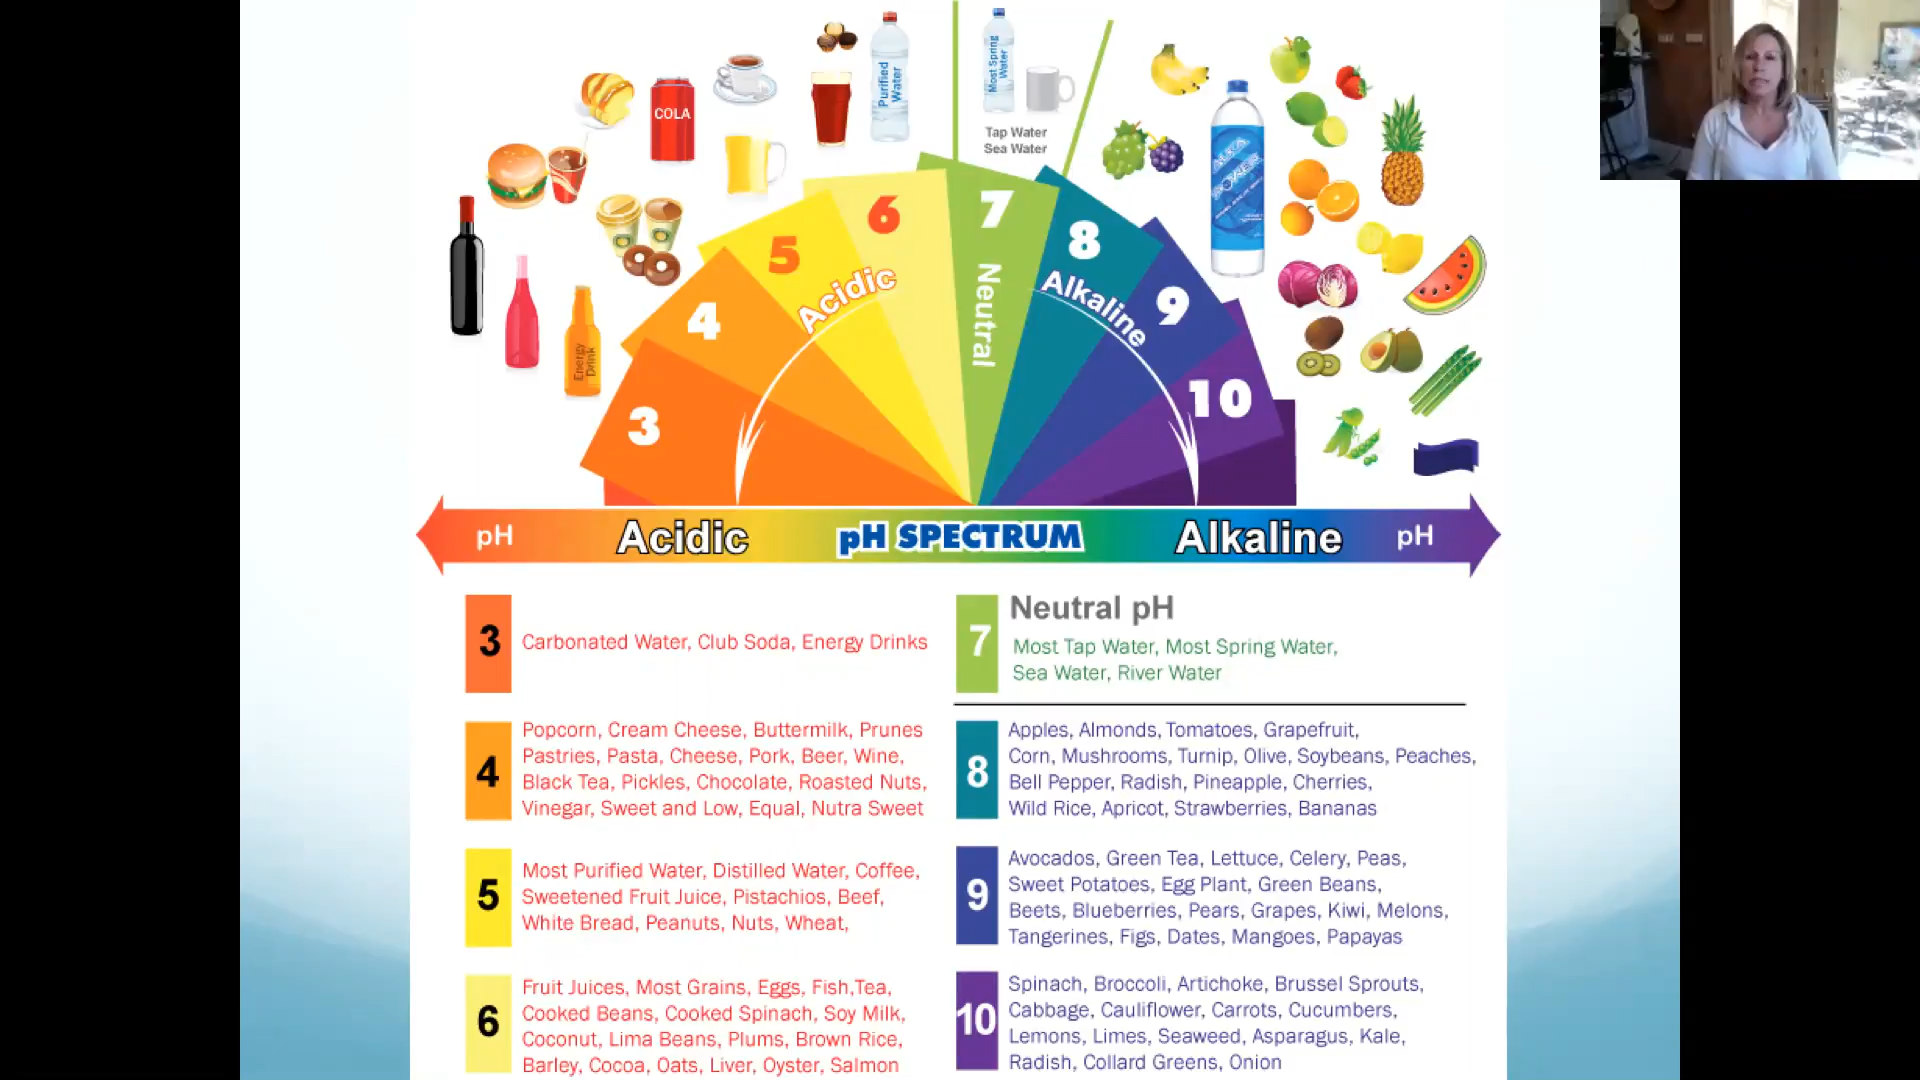 Purified Water
Most Spring Water
COLA
Tap Water
Sea Water
Energy Drink
3
4
5
6
7
8
9
10
Acidic
Neutral
Alkaline
pH
Acidic
pH SPECTRUM
Alkaline
pH
3
Carbonated Water, Club Soda, Energy Drinks
4
Popcorn, Cream Cheese, Buttermilk, Prunes
Pastries, Pasta, Cheese, Pork, Beer, Wine,
Black Tea, Pickles, Chocolate, Roasted Nuts,
Vinegar, Sweet and Low, Equal, Nutra Sweet
5
Most Purified Water, Distilled Water, Coffee,
Sweetened Fruit Juice, Pistachios, Beef,
White Bread, Peanuts, Nuts, Wheat,
6
Fruit Juices, Most Grains, Eggs, Fish,Tea,
Cooked Beans, Cooked Spinach, Soy Milk,
Coconut, Lima Beans, Plums, Brown Rice,
Barley, Cocoa, Oats, Liver, Oyster, Salmon
7
Neutral pH
Most Tap Water, Most Spring Water,
Sea Water, River Water
8
Apples, Almonds, Tomatoes, Grapefruit,
Corn, Mushrooms, Turnip, Olive, Soybeans, Peaches,
Bell Pepper, Radish, Pineapple, Cherries,
Wild Rice, Apricot, Strawberries, Bananas
9
Avocados, Green Tea, Lettuce, Celery, Peas,
Sweet Potatoes, Egg Plant, Green Beans,
Beets, Blueberries, Pears, Grapes, Kiwi, Melons,
Tangerines, Figs, Dates, Mangoes, Papayas
10
Spinach, Broccoli, Artichoke, Brussel Sprouts,
Cabbage, Cauliflower, Carrots, Cucumbers,
Lemons, Limes, Seaweed, Asparagus, Kale,
Radish, Collard Greens, Onion